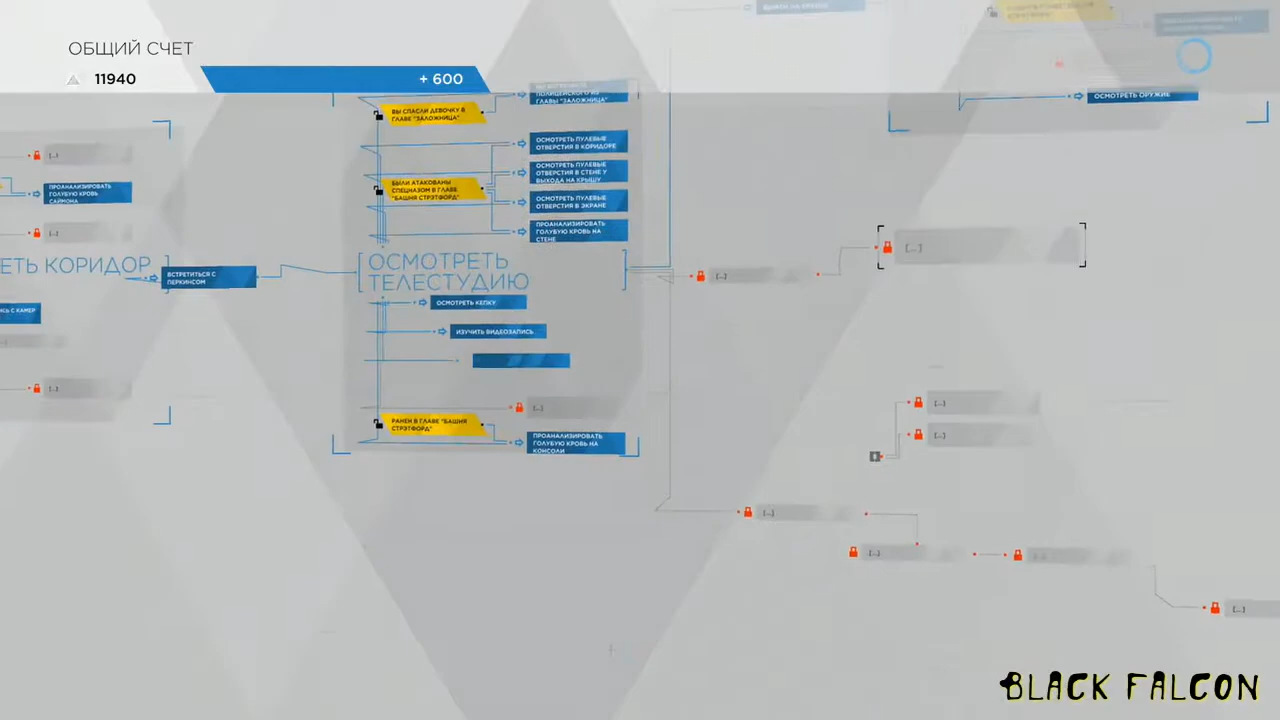 ОБЩИЙ СЧЕТ
11940
+ 600
ПОЛИЦЕЙСКОГО ИЗ
ГЛАВЫ "ЗАЛОЖНИЦА"
ВЫ СПАСЛИ ДЕВОЧКУ В
ГЛАВЕ "ЗАЛОЖНИЦА"
ОСМОТРЕТЬ ОРУЖИЕ
ОСМОТРЕТЬ ПУЛЕВЫЕ
ОТВЕРСТИЯ В КОРИДОРЕ
[...]
ОСМОТРЕТЬ ПУЛЕВЫЕ
ОТВЕРСТИЯ В СТЕНЕ У
ВЫХОДА НА КРЫШУ
ПРОАНАЛИЗИРОВАТЬ
ГОЛУБУЮ КРОВЬ
САЙМОНА
БЫЛИ АТАКОВАНЫ
СПЕЦНАЗОМ В ГЛАВЕ
"БАШНЯ СТРЭТФОРД"
ОСМОТРЕТЬ ПУЛЕВЫЕ
ОТВЕРСТИЯ В ЭКРАНЕ
ПРОАНАЛИЗИРОВАТЬ
ГОЛУБУЮ КРОВЬ НА
СТЕНЕ
[...]
[...]
ЕТЬ КОРИДОР
ВСТРЕТИТЬСЯ С
ПЕРКИНСОМ
ОСМОТРЕТЬ
ТЕЛЕСТУДИЮ
[...]
ОСМОТРЕТЬ КЕПКУ
СЬ С КАМЕР
ИЗУЧИТЬ ВИДЕОЗАПИСЬ
[...]
[...]
[...]
[...]
РАНЕН В ГЛАВЕ "БАШНЯ
СТРЭТФОРД"
ПРОАНАЛИЗИРОВАТЬ
ГОЛУБУЮ КРОВЬ НА
КОНСОЛИ
[...]
[...]
[...]
[...]
BLACK FALCON